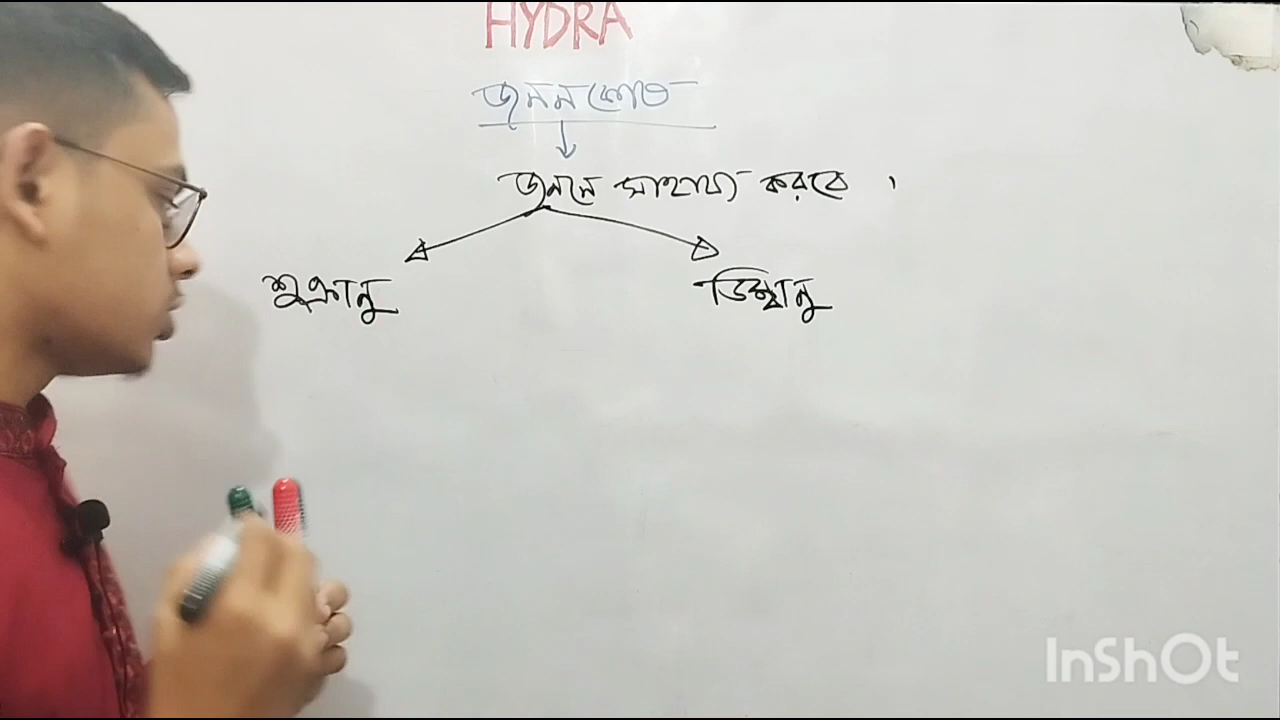 HYDRA
জননকোষ
জননে সাহায্য করবে ।
শুক্রানু ডিম্বানু
InShOt